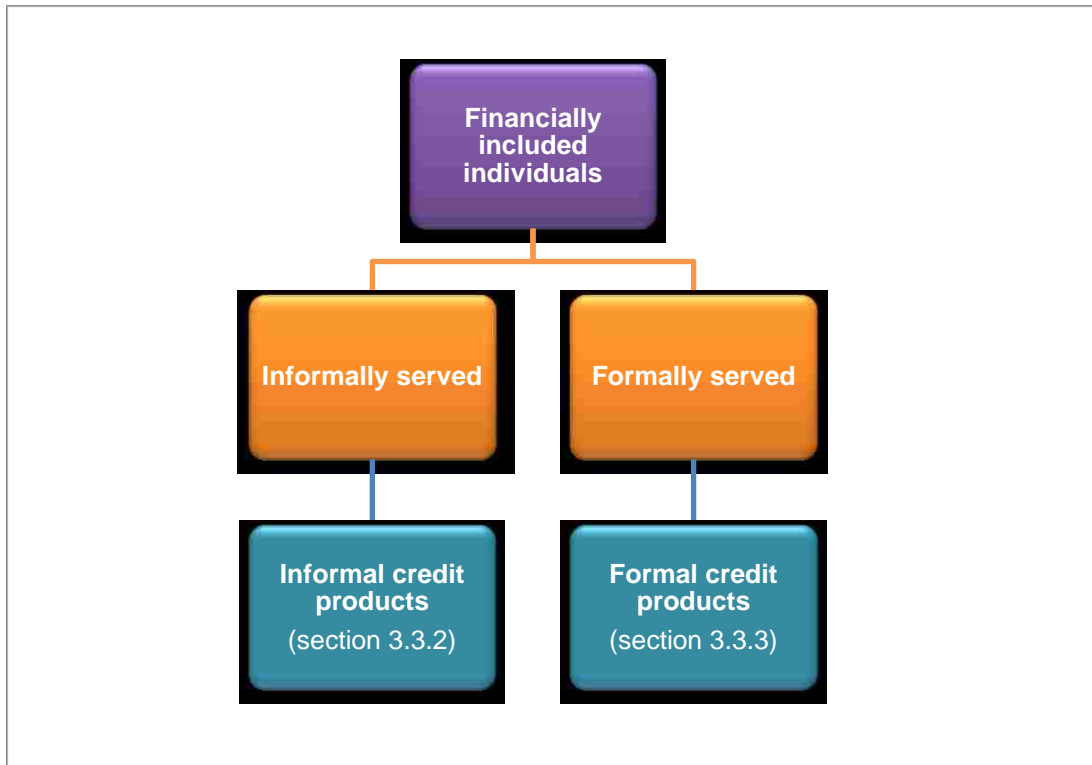 Financially
included
individuals
Informally served
Formally served
Informal credit
products
(section 3.3.2)
Formal credit
products
(section 3.3.3)